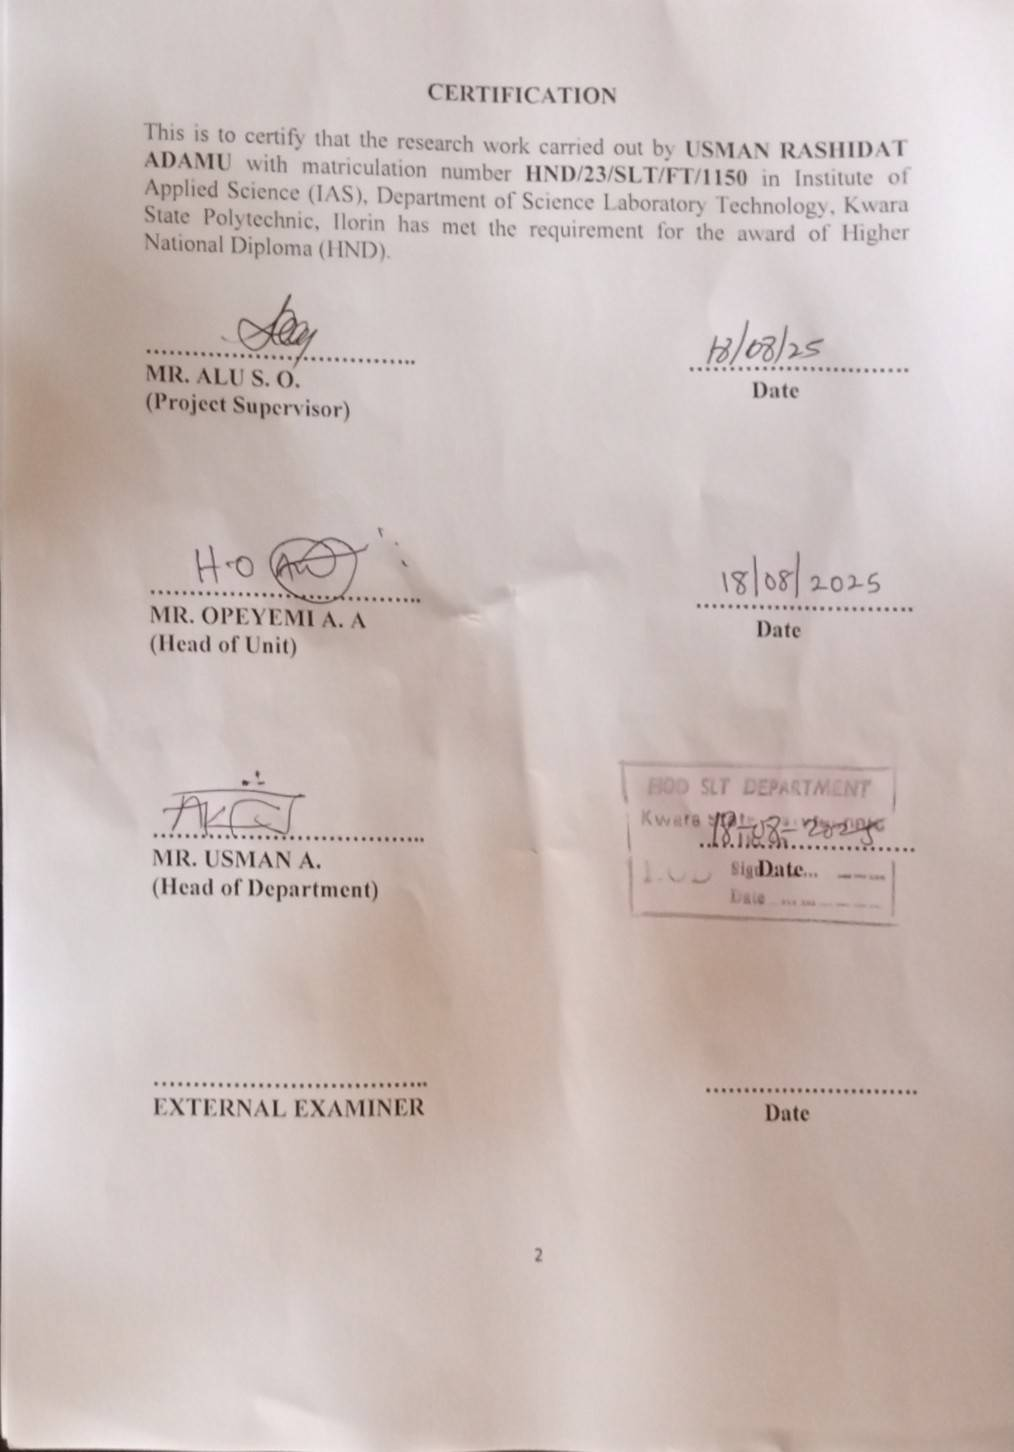 CERTIFICATION
This is to certify that the research work carried out by USMAN RASHIDAT
ADAMU with matriculation number HND/23/SLT/FT/1150 in Institute of
Applied Science (IAS), Department of Science Laboratory Technology, Kwara
State Polytechnic, Ilorin has met the requirement for the award of Higher
National Diploma (HND).
18/08/25
MR. ALU S. O.
Date
(Project Supervisor)
H.O
18/08/2025
MR. OPEYEMI A. A
Date
(Head of Unit)
HOD SLT DEPARTMENT
Kwara
18-08-2025
MR. USMAN A.
Date
(Head of Department)
Date
EXTERNAL EXAMINER
Date
2